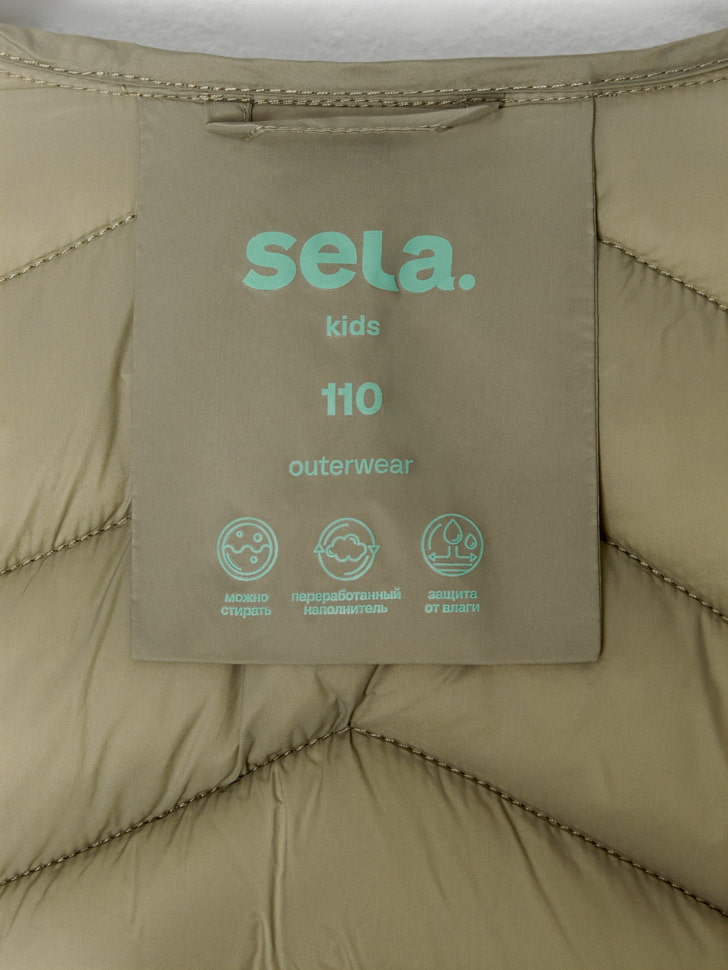 sela.
kids
110
outerwear
можно
стирать
переработанный
наполнитель
защита
от влаги